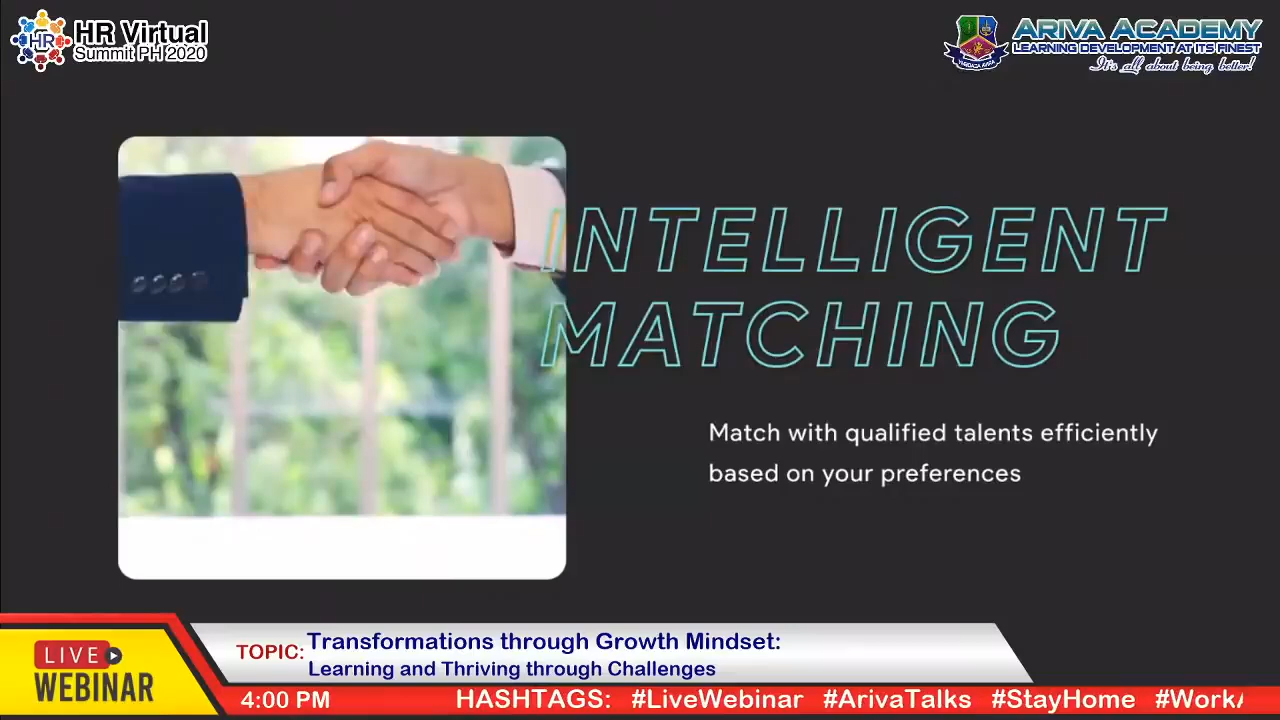 HR
HR Virtual
Summit PH 2020
ARIVA ACADEMY
LEARNING DEVELOPMENT AT ITS FINEST
It's all about being better!
INTELLIGENT
MATCHING
Match with qualified talents efficiently
based on your preferences
LIVE
WEBINAR
TOPIC:
Transformations through Growth Mindset:
Learning and Thriving through Challenges
4:00 PM
HASHTAGS: #LiveWebinar #ArivaTalks #StayHome